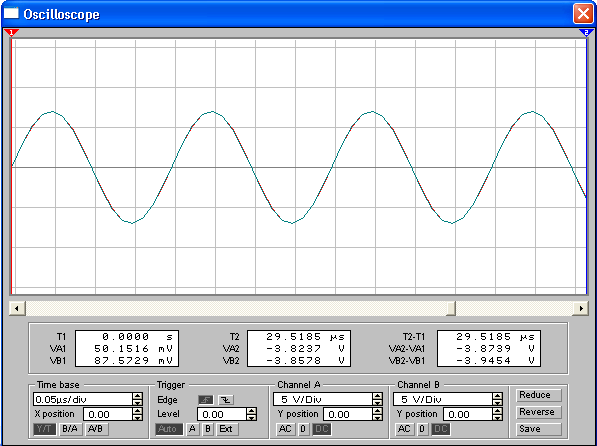 Oscilloscope
1 2
T1 0.0000 s T2 29.5185 µs T2-T1 29.5185 µs
VA1 50.1516 mV VA2 -3.8237 V VA2-VA1 -3.8739 V
VB1 87.5729 mV VB2 -3.8578 V VB2-VB1 -3.9454 V
Time base Trigger Channel A Channel B
0.05µs/div Edge 5 V/Div 5 V/Div Reduce
X position 0.00 Level 0.00 Y position 0.00 Y position 0.00 Reverse
Y/T B/A A/B Auto A B Ext AC 0 DC AC 0 DC Save